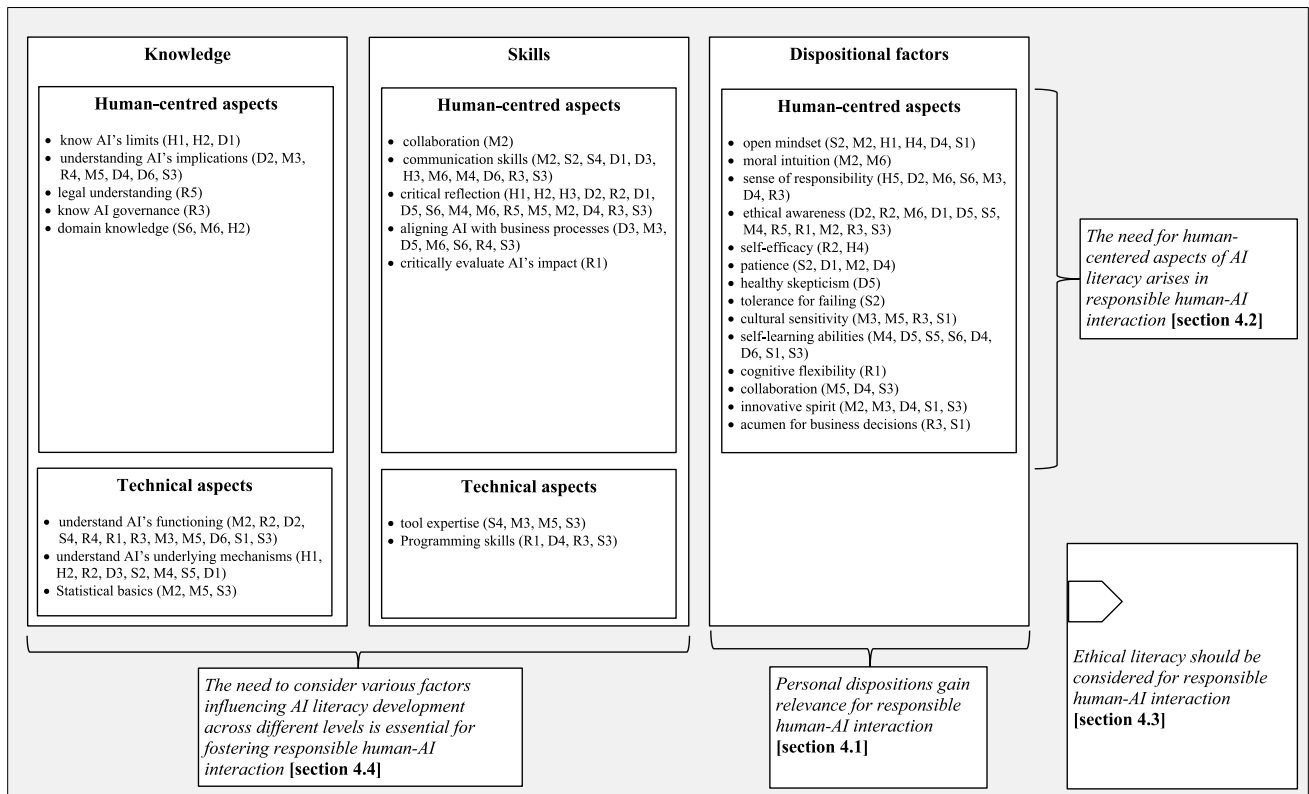 Knowledge
Human-centred aspects
• know AI's limits (H1, H2, D1)
• understanding AI's implications (D2, M3,
R4, M5, D4, D6, S3)
• legal understanding (R5)
• know AI governance (R3)
• domain knowledge (S6, M6, H2)
Technical aspects
• understand AI's functioning (M2, R2, D2,
S4, R4, R1, R3, M3, M5, D6, S1, S3)
• understand AI's underlying mechanisms (H1,
H2, R2, D3, S2, M4, S5, D1)
• Statistical basics (M2, M5, S3)
Skills
Human-centred aspects
• collaboration (M2)
• communication skills (M2, S2, S4, D1, D3,
H3, M6, M4, D6, R3, S3)
• critical reflection (H1, H2, H3, D2, R2, D1,
D5, S6, M4, M6, R5, M5, M2, D4, R3, S3)
• aligning AI with business processes (D3, M3,
D5, M6, S6, R4, S3)
• critically evaluate AI's impact (R1)
Technical aspects
• tool expertise (S4, M3, M5, S3)
• Programming skills (R1, D4, R3, S3)
Dispositional factors
Human-centred aspects
• open mindset (S2, M2, H1, H4, D4, S1)
• moral intuition (M2, M6)
• sense of responsibility (H5, D2, M6, S6, M3,
D4, R3)
• ethical awareness (D2, R2, M6, D1, D5, S5,
M4, R5, R1, M2, R3, S3)
• self-efficacy (R2, H4)
• patience (S2, D1, M2, D4)
• healthy skepticism (D5)
• tolerance for failing (S2)
• cultural sensitivity (M3, M5, R3, S1)
• self-learning abilities (M4, D5, S5, S6, D4,
D6, S1, S3)
• cognitive flexibility (R1)
• collaboration (M5, D4, S3)
• innovative spirit (M2, M3, D4, S1, S3)
• acumen for business decisions (R3, S1)
The need for human-
centered aspects of AI
literacy arises in
responsible human-AI
interaction [section 4.2]
The need to consider various factors
influencing AI literacy development
across different levels is essential for
fostering responsible human-AI
interaction [section 4.4]
Personal dispositions gain
relevance for responsible
human-AI interaction
[section 4.1]
Ethical literacy should be
considered for responsible
human-AI interaction
[section 4.3]